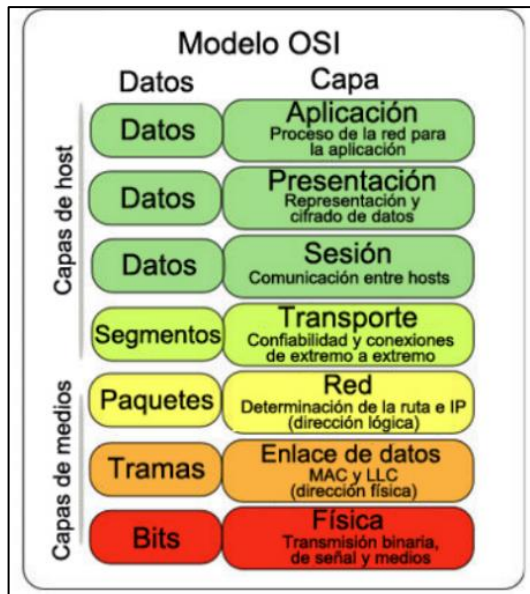 Modelo OSI
Datos Capa
Capas de host
Datos
Aplicación
Proceso de la red para
la aplicación
Datos
Presentación
Representación y
cifrado de datos
Datos
Sesión
Comunicación entre hosts
Segmentos
Transporte
Confiabilidad y conexiones
de extremo a extremo
Capas de medios
Paquetes
Red
Determinación de la ruta e IP
(dirección lógica)
Tramas
Enlace de datos
MAC y LLC
(dirección física)
Bits
Física
Transmisión binaria,
de señal y medios